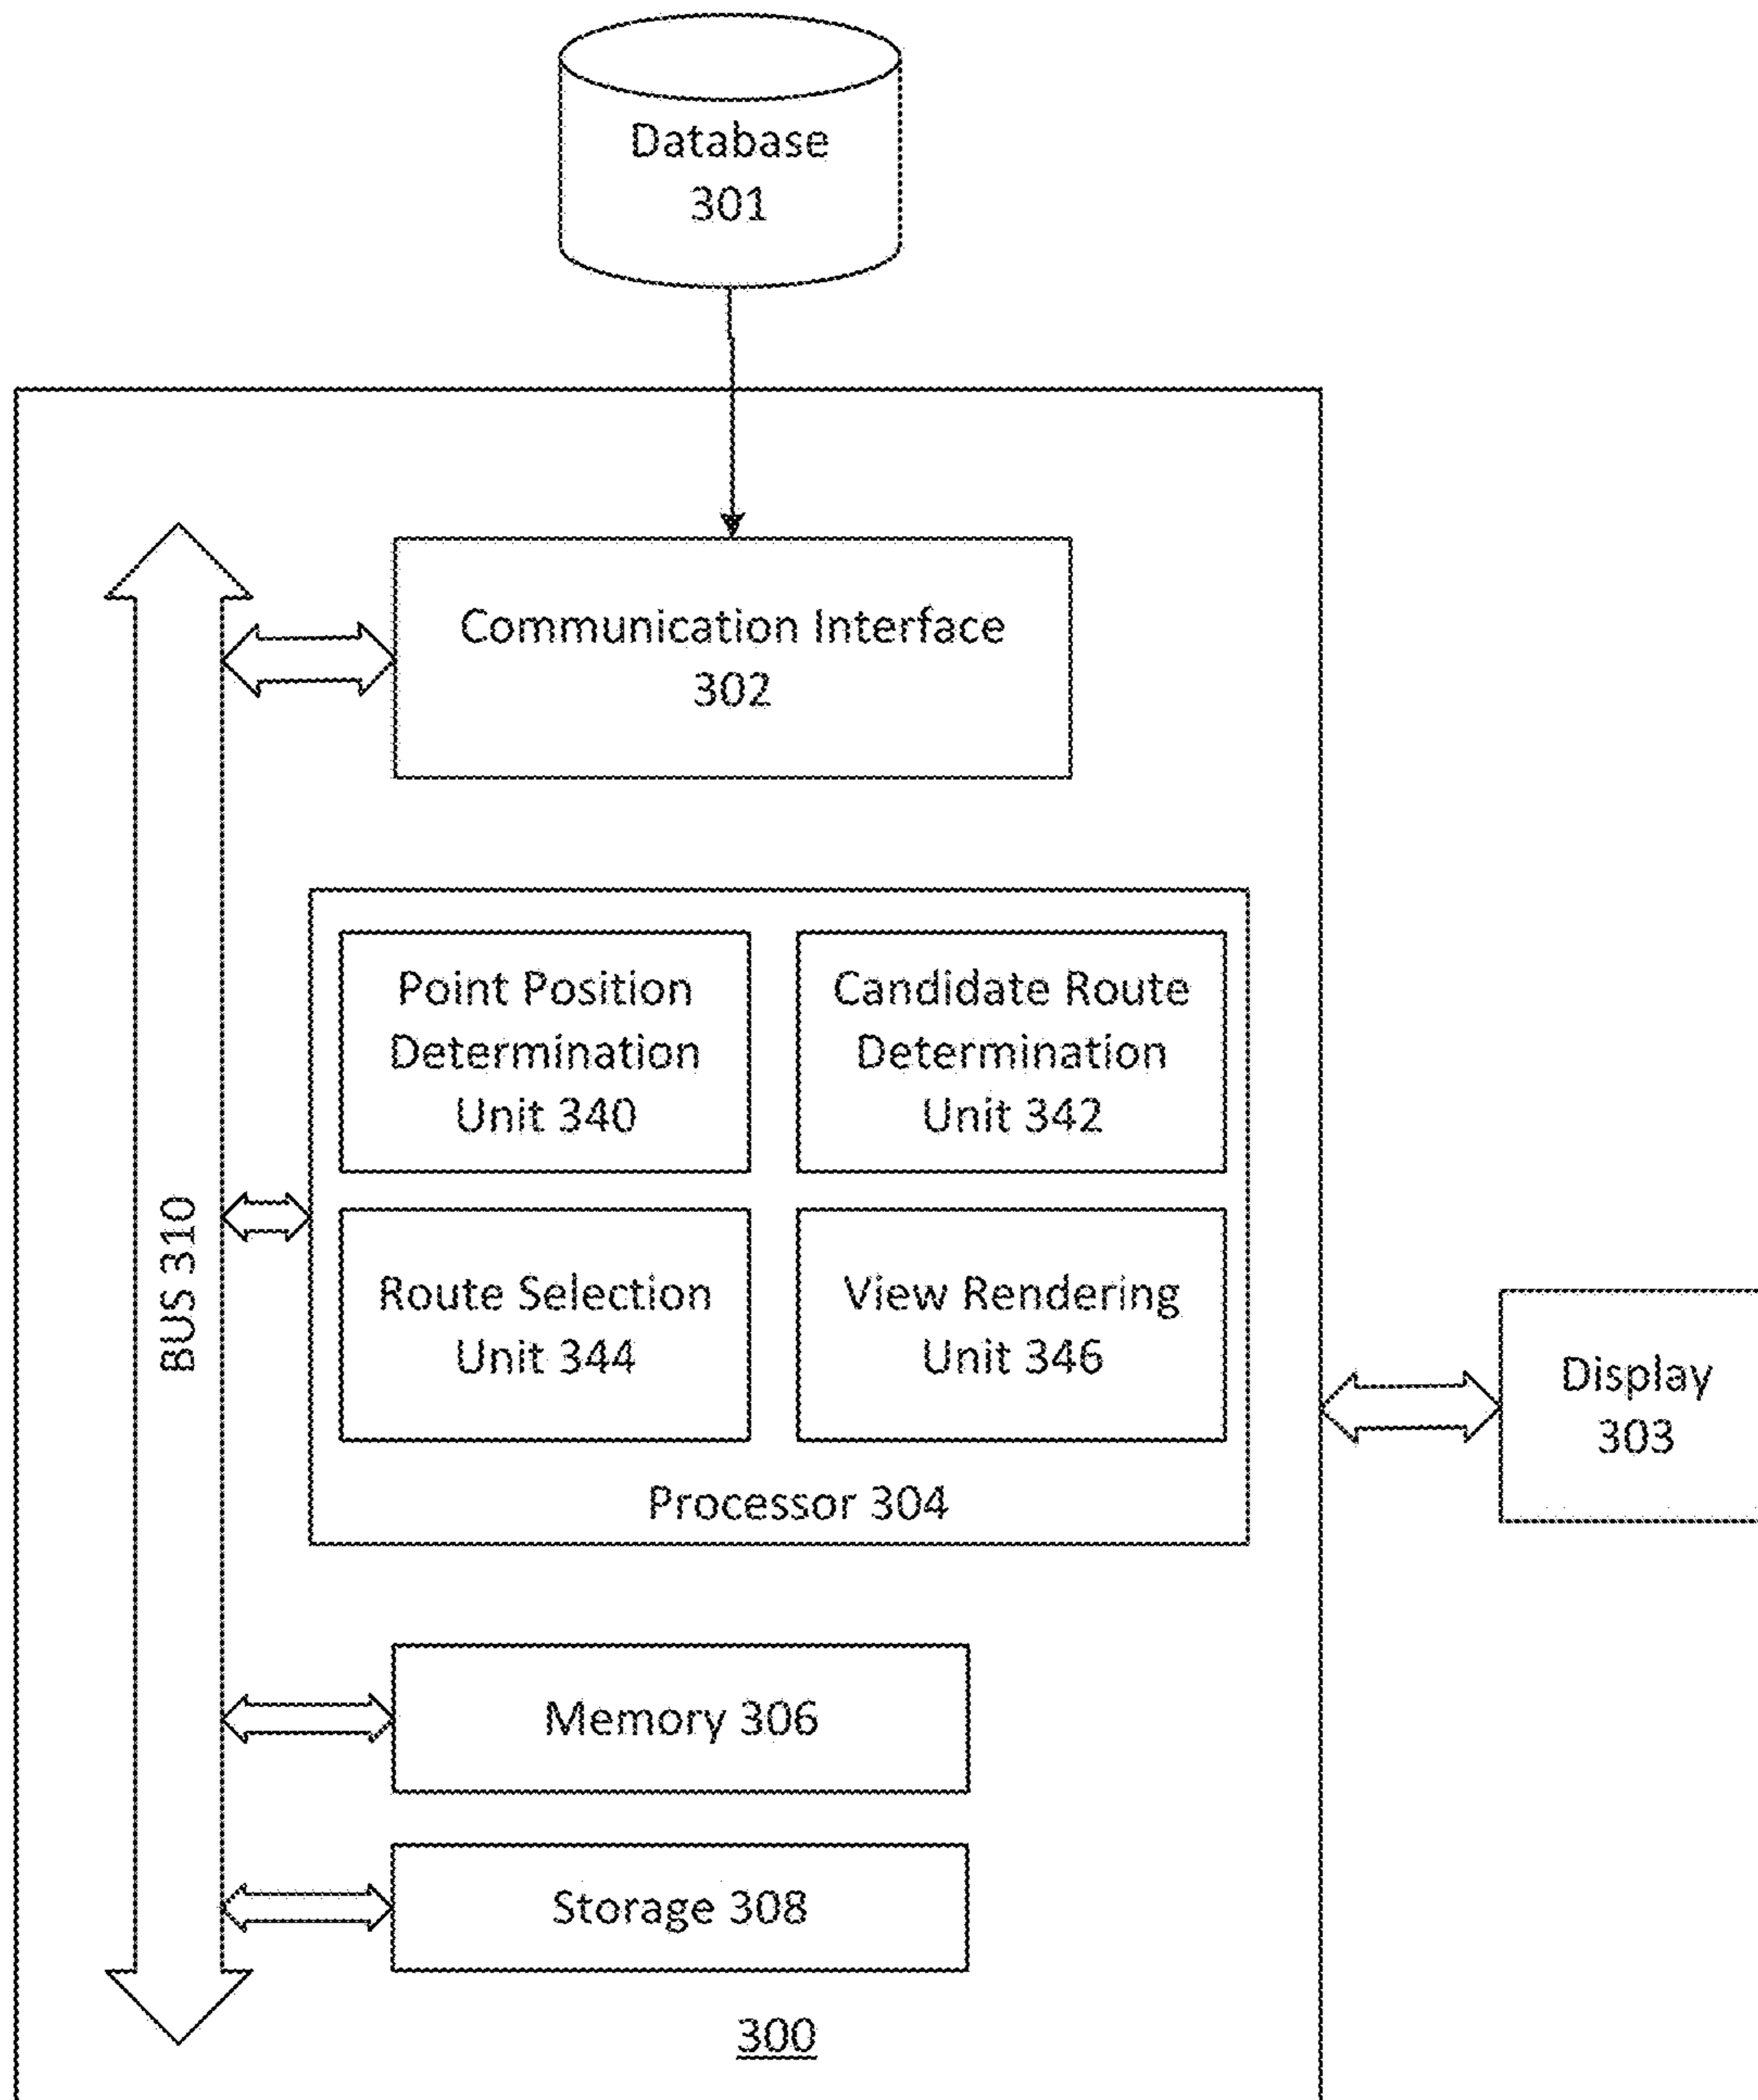 Database
301
Communication Interface
302
Point Position
Determination
Unit 340
Candidate Route
Determination
Unit 342
BUS 310
Route Selection
Unit 344
View Rendering
Unit 346
Display
303
Processor 304
Memory 306
Storage 308
300